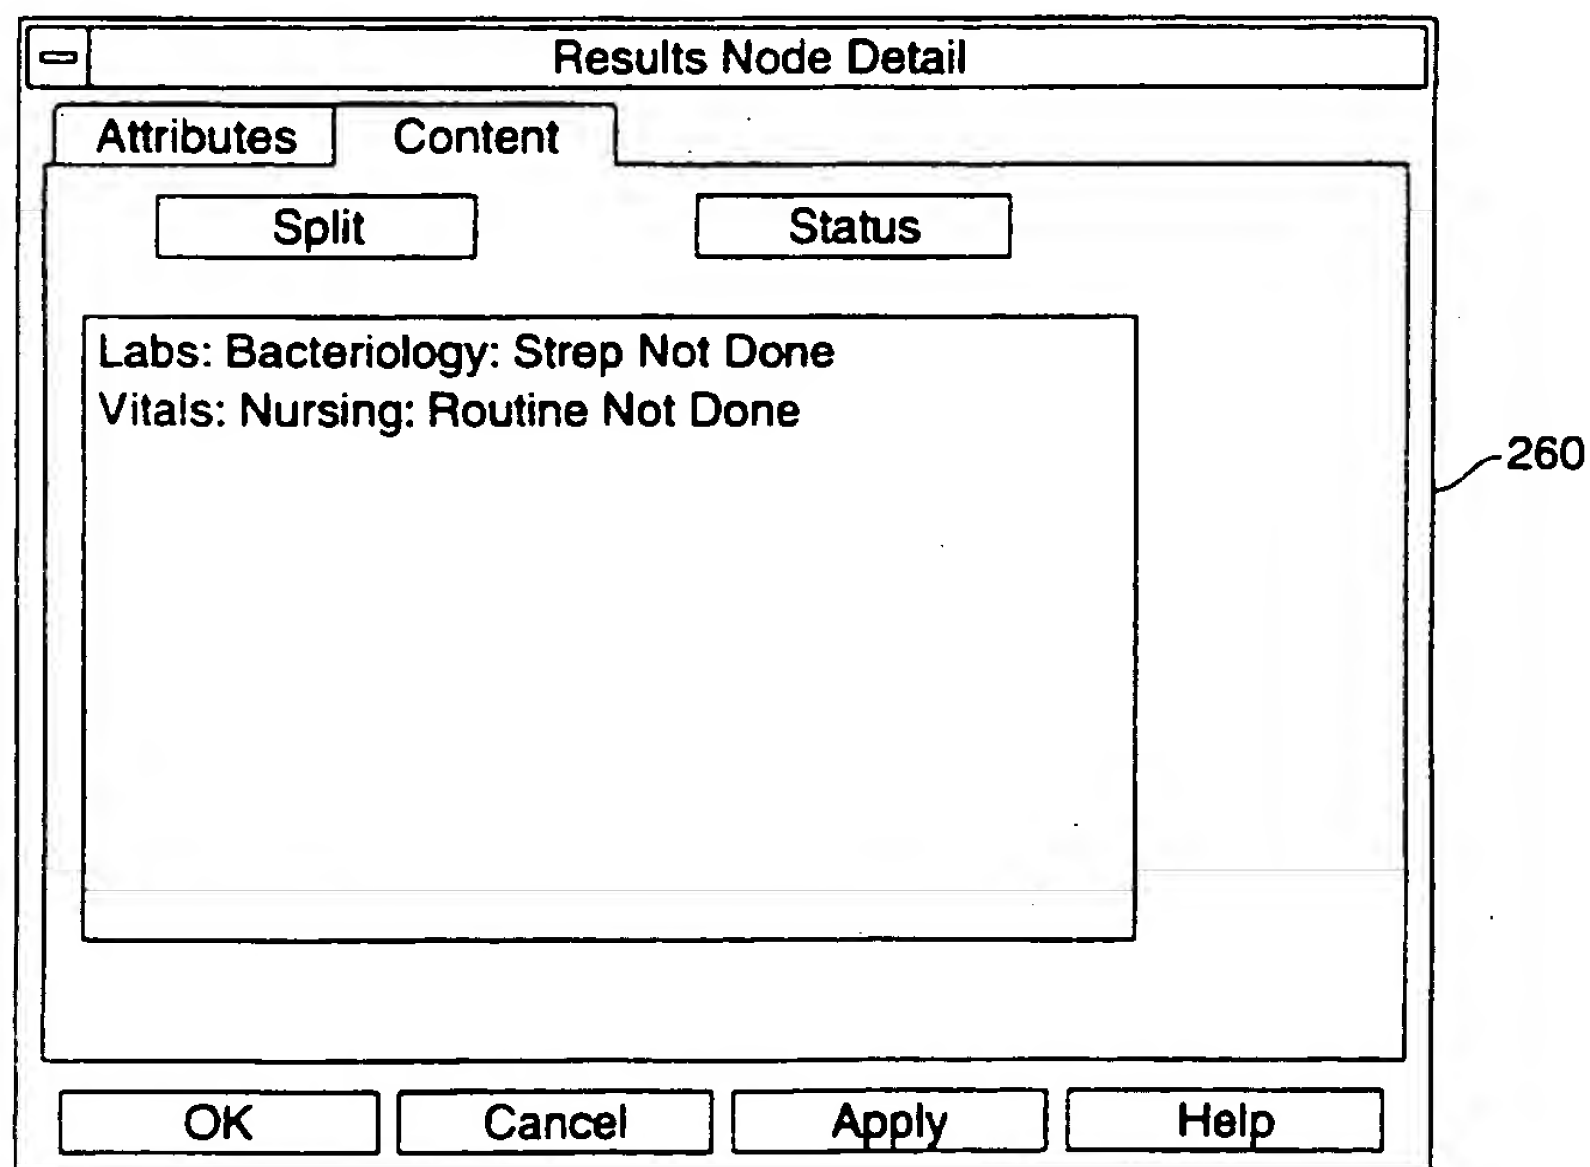 Results Node Detail
Attributes Content
Split Status
Labs: Bacteriology: Strep Not Done
Vitals: Nursing: Routine Not Done
260
OK Cancel Apply Help